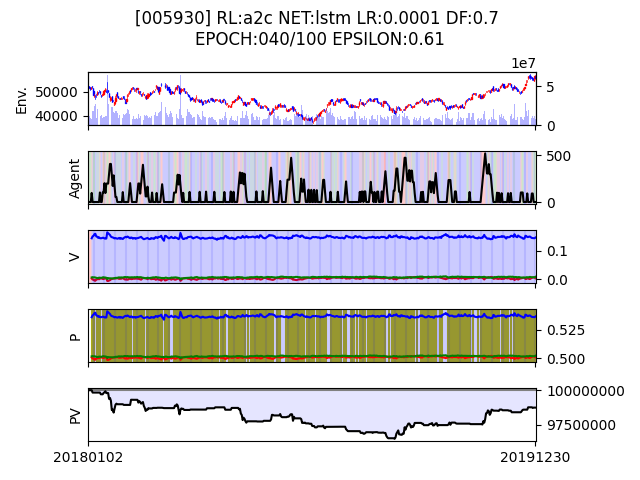 [005930] RL:a2c NET:lstm LR:0.0001 DF:0.7
EPOCH:040/100 EPSILON:0.61
1e7
Env.
50000
40000
5
0
Agent
500
0
V
0.1
0.0
P
0.525
0.500
PV
100000000
97500000
20180102
20191230